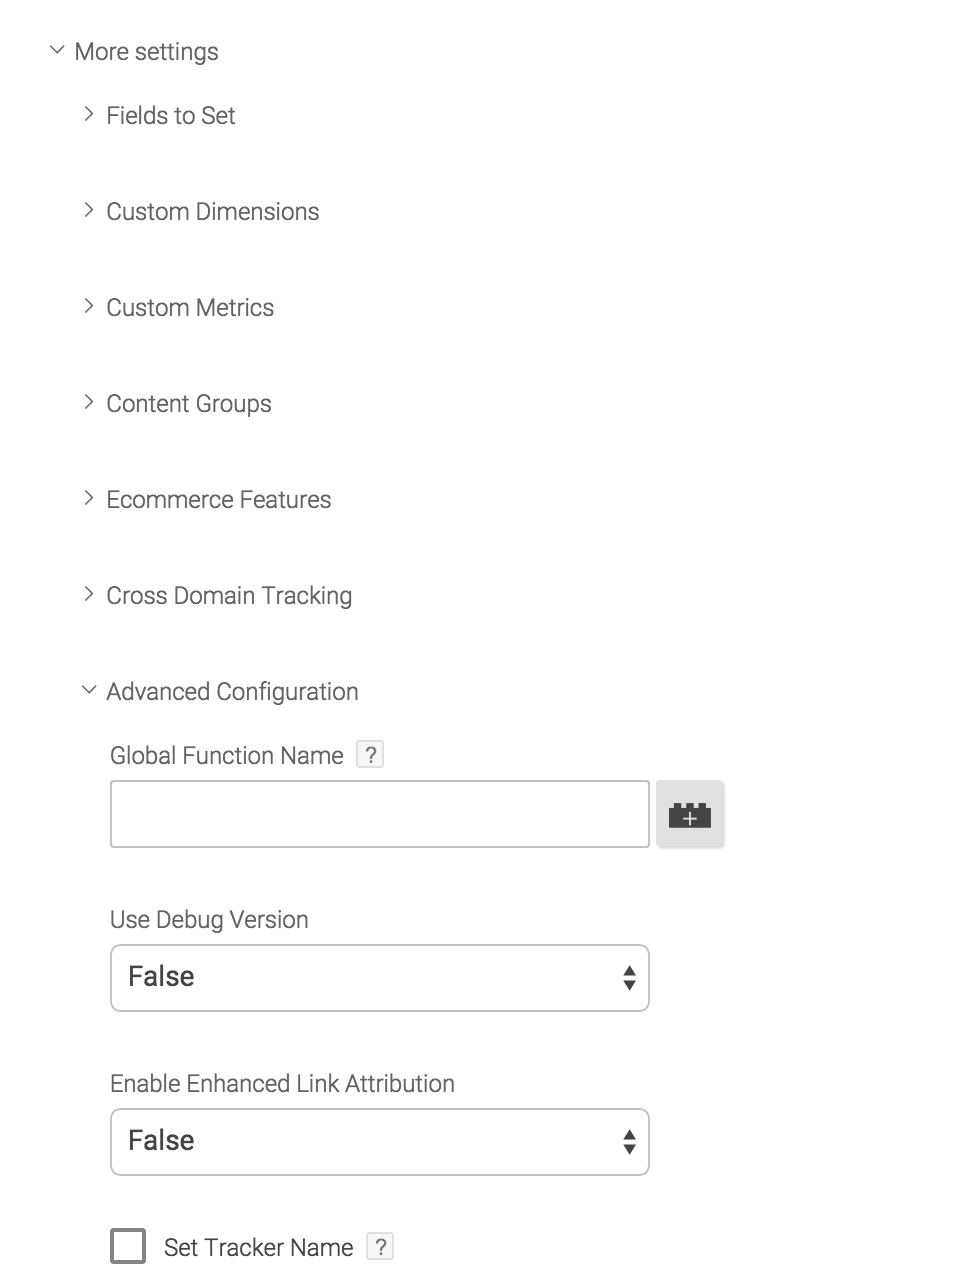 More settings
Fields to Set
Custom Dimensions
Custom Metrics
Content Groups
Ecommerce Features
Cross Domain Tracking
Advanced Configuration
Global Function Name ?
Use Debug Version
False
Enable Enhanced Link Attribution
False
Set Tracker Name ?